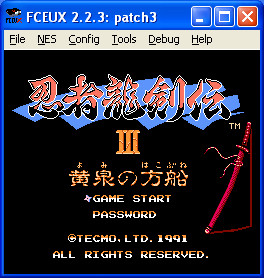 FCEUX 2.2.3: patch3
File NES Config Tools Debug Help
忍者龍剣伝
TM
III
よみ はこぶね
黄泉の方船
GAME START
PASSWORD
©TECMO, LTD. 1991
ALL RIGHTS RESERVED.